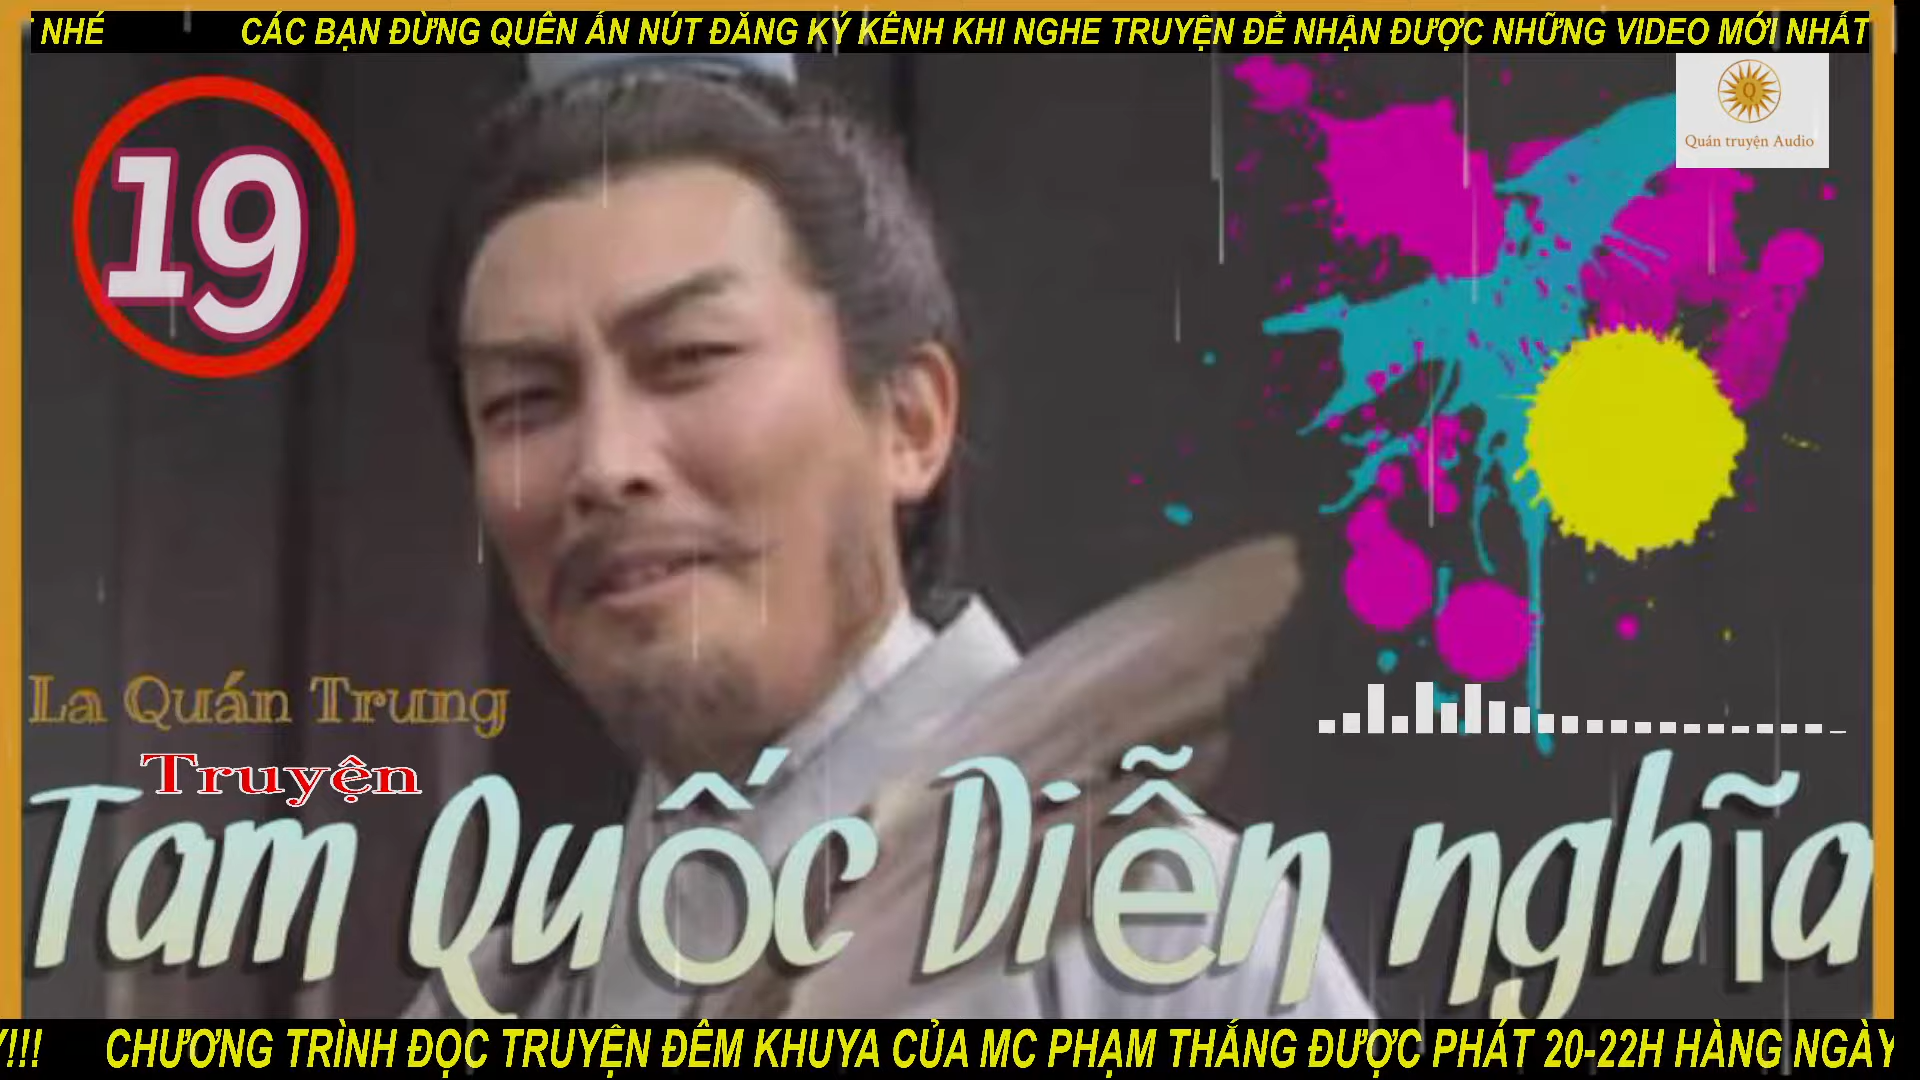 NHÉ CÁC BẠN ĐỪNG QUÊN ẤN NÚT ĐĂNG KÝ KÊNH KHI NGHE TRUYỆN ĐỂ NHẬN ĐƯỢC NHỮNG VIDEO MỚI NHẤT
Q
Quán truyện Audio
19
La Quán Trung
Truyện
Tam Quốc Diễn nghĩa
Y!!! CHƯƠNG TRÌNH ĐỌC TRUYỆN ĐÊM KHUYA CỦA MC PHẠM THẮNG ĐƯỢC PHÁT 20-22H HÀNG NGÀY